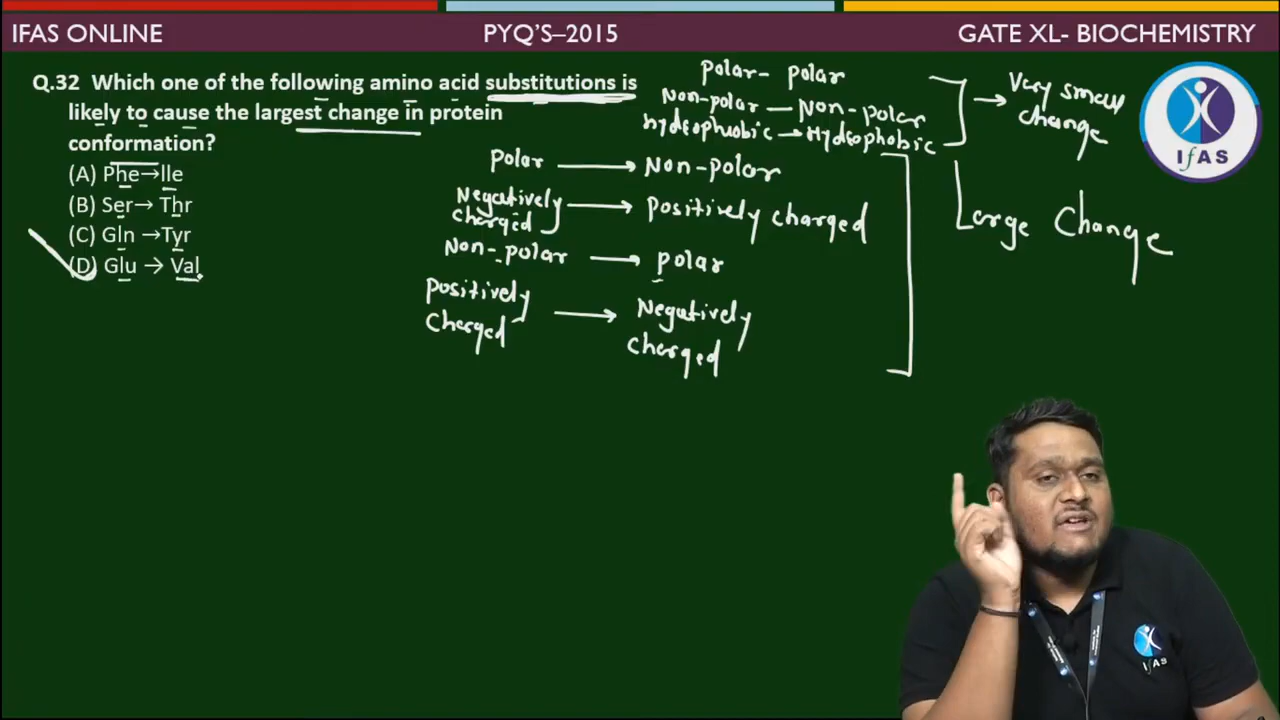 IFAS ONLINE
PYQ'S–2015
GATE XL- BIOCHEMISTRY
Q.32 Which one of the following amino acid substitutions is
likely to cause the largest change in protein
conformation?
(A) Phe→Ile
(B) Ser→ Thr
(C) Gln →Tyr
(D) Glu → Val
Polar- polar
Non-polar — Non-polar
Hydrophobic → Hydrophobic
→ Very small
change
Polar → Non-polar
Negatively
charged → Positively charged
Non-polar → polar
Positively
Charged → Negatively
charged
Large Change
IfAS
IfAS